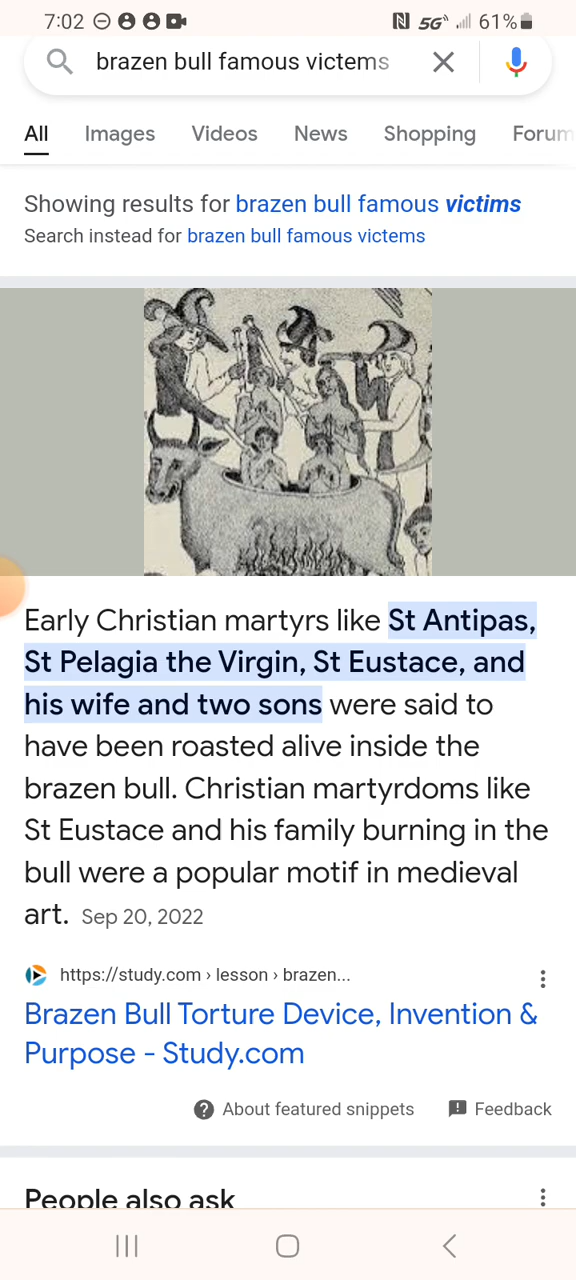 7:02
5G
61%
brazen bull famous victems
All Images Videos News Shopping Forum
Showing results for brazen bull famous victims
Search instead for brazen bull famous victems
Early Christian martyrs like St Antipas,
St Pelagia the Virgin, St Eustace, and
his wife and two sons were said to
have been roasted alive inside the
brazen bull. Christian martyrdoms like
St Eustace and his family burning in the
bull were a popular motif in medieval
art. Sep 20, 2022
https://study.com › lesson › brazen...
Brazen Bull Torture Device, Invention &
Purpose - Study.com
About featured snippets Feedback
People also ask